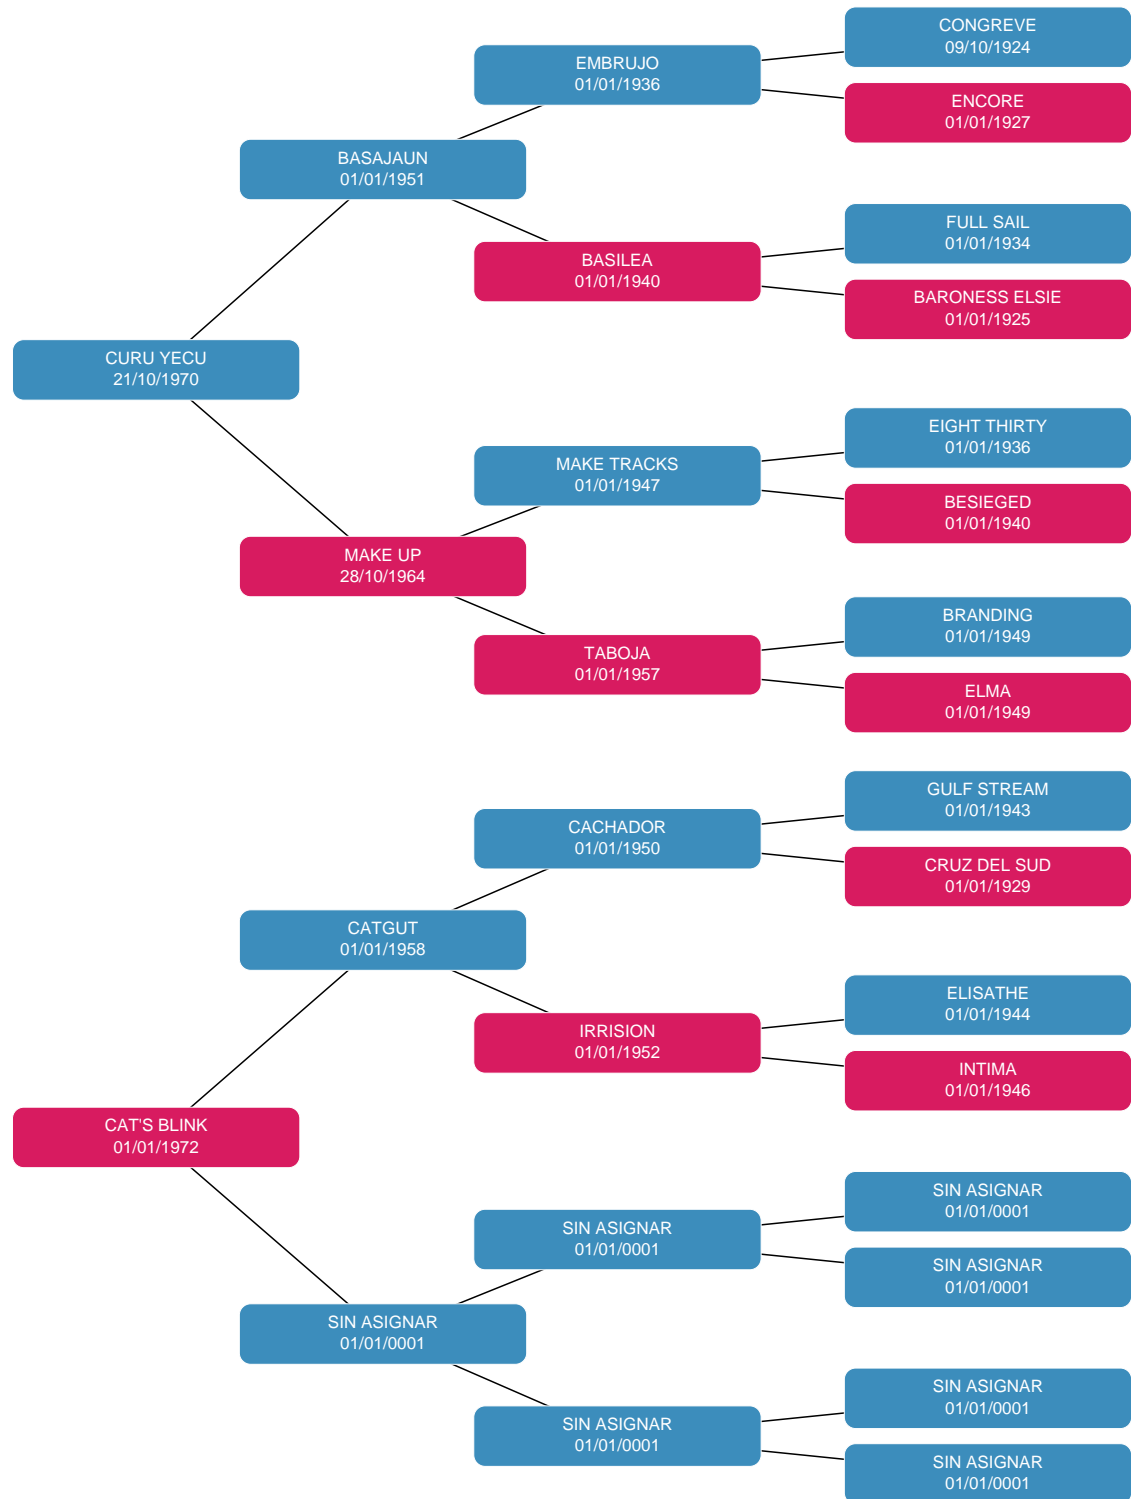 CONGREVE
09/10/1924
EMBRUJO
01/01/1936
ENCORE
01/01/1927
BASAJAUN
01/01/1951
FULL SAIL
01/01/1934
BASILEA
01/01/1940
BARONESS ELSIE
01/01/1925
CURU YECU
21/10/1970
EIGHT THIRTY
01/01/1936
MAKE TRACKS
01/01/1947
BESIEGED
01/01/1940
MAKE UP
28/10/1964
BRANDING
01/01/1949
TABOJA
01/01/1957
ELMA
01/01/1949
GULF STREAM
01/01/1943
CACHADOR
01/01/1950
CRUZ DEL SUD
01/01/1929
CATGUT
01/01/1958
ELISATHE
01/01/1944
IRRISION
01/01/1952
INTIMA
01/01/1946
CAT'S BLINK
01/01/1972
SIN ASIGNAR
01/01/0001
SIN ASIGNAR
01/01/0001
SIN ASIGNAR
01/01/0001
SIN ASIGNAR
01/01/0001
SIN ASIGNAR
01/01/0001
SIN ASIGNAR
01/01/0001
SIN ASIGNAR
01/01/0001